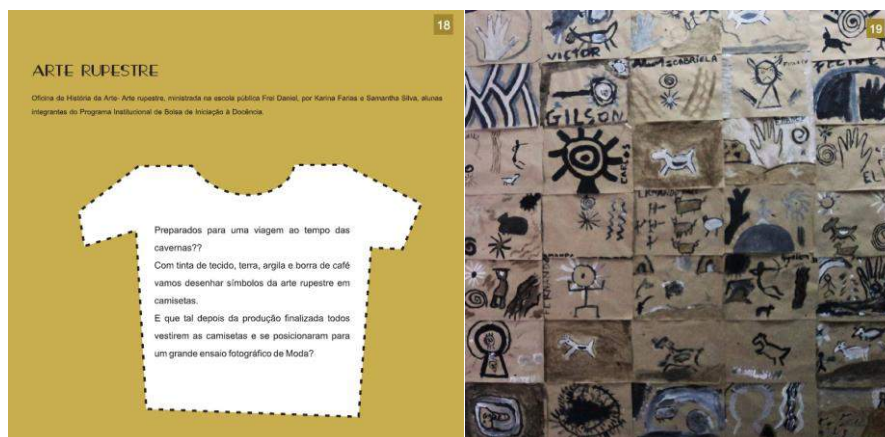 18
ARTE RUPESTRE
Oficina de História da Arte- Arte rupestre, ministrada na escola pública Frei Daniel, por Karina Farias e Samantha Silva, alunas
integrantes do Programa Institucional de Bolsa de Iniciação à Docência.
Preparados para uma viagem ao tempo das
cavernas??
Com tinta de tecido, terra, argila e borra de café
vamos desenhar símbolos da arte rupestre em
camisetas.
E que tal depois da produção finalizada todos
vestirem as camisetas e se posicionaram para
um grande ensaio fotográfico de Moda?
19
VICTOR
GABRIELA
FELIPE
GILSON
CARLOS